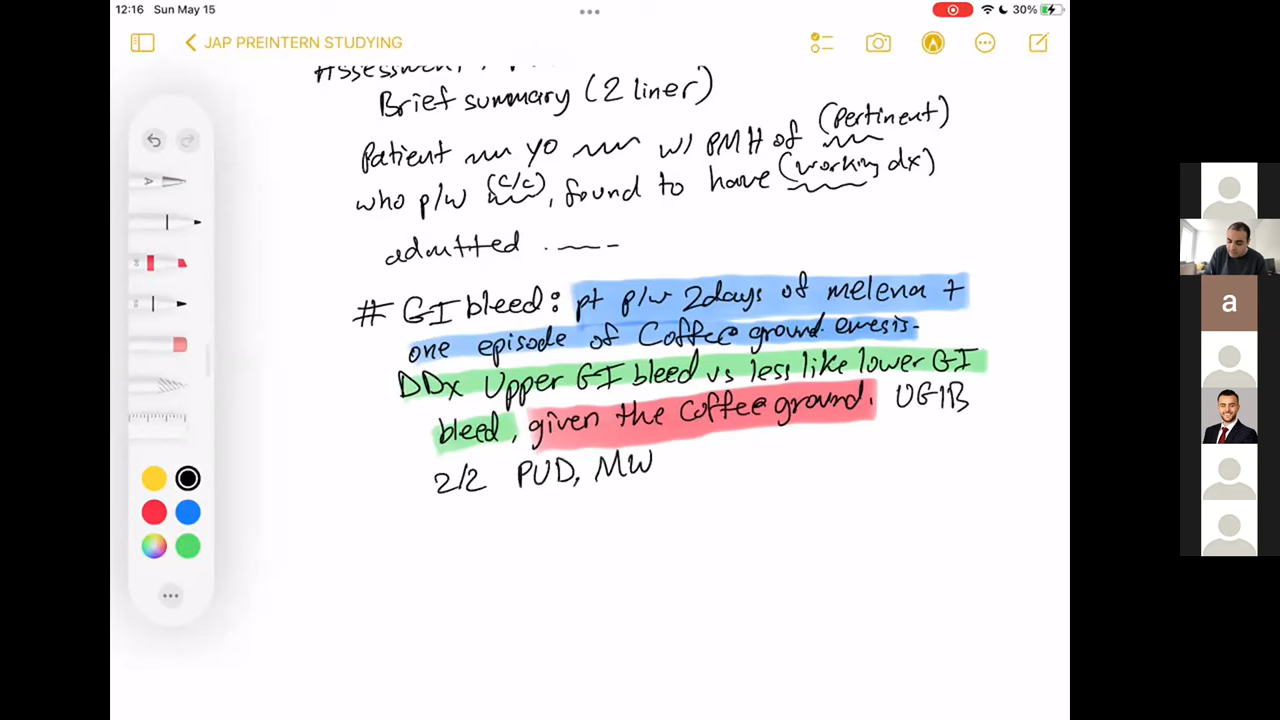 12:16 Sun May 15
30%
JAP PREINTERN STUDYING
Assessment
Brief summary (2 liner)
Patient yo w/ PMH of (Pertinent)
who p/w (c/c), found to have (working dx)
admitted
# GI bleed: pt p/w 2days of melena +
one episode of Coffee ground emesis.
DDx Upper GI bleed vs less like lower GI
bleed, given the coffee ground. UGIB
2/2 PUD, MW
a